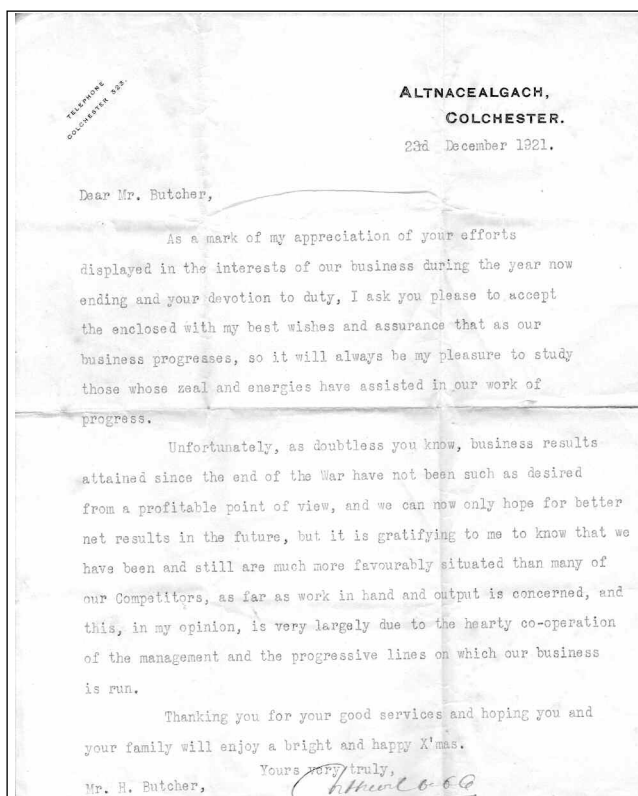 TELEPHONE
COLCHESTER 323.
ALTNACEALGACH,
COLCHESTER.
23d December 1921.
Dear Mr. Butcher,
As a mark of my appreciation of your efforts
displayed in the interests of our business during the year now
ending and your devotion to duty, I ask you please to accept
the enclosed with my best wishes and assurance that as our
business progresses, so it will always be my pleasure to study
those whose zeal and energies have assisted in our work of
progress.
Unfortunately, as doubtless you know, business results
attained since the end of the War have not been such as desired
from a profitable point of view, and we can now only hope for better
net results in the future, but it is gratifying to me to know that we
have been and still are much more favourably situated than many of
our Competitors, as far as work in hand and output is concerned, and
this, in my opinion, is very largely due to the hearty co-operation
of the management and the progressive lines on which our business
is run.
Thanking you for your good services and hoping you and
your family will enjoy a bright and happy X'mas.
Yours very truly,
Mr. H. Butcher,